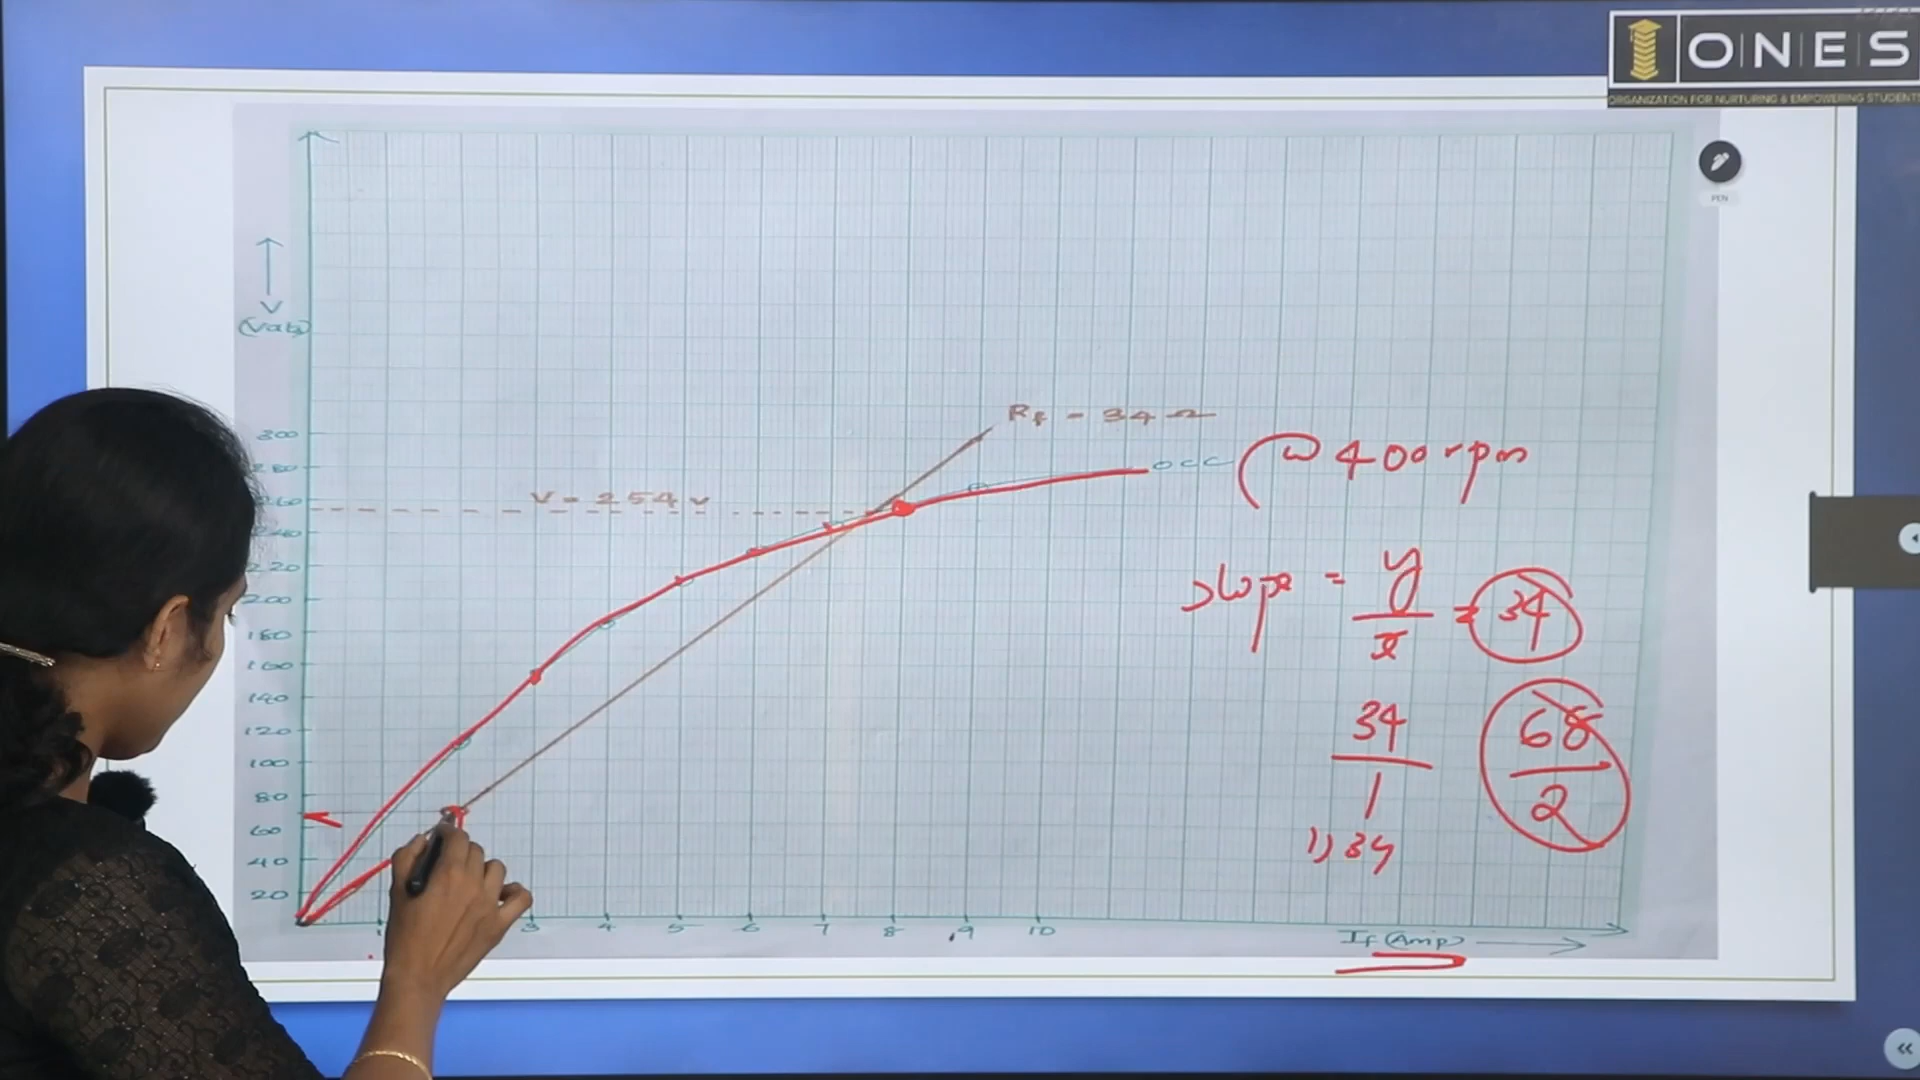 ONES
ORGANIZATION FOR NURTURING & EMPOWERING STUDENTS
PEN
V
Rf = 34 Ω
OCC
@ 400 rpm
V = 254 v
300
280
260
240
220
200
180
160
140
120
100
80
60
40
20
slope = y/x = 34
34/1
68/2
1,34
1
3
4
5
6
7
8
9
10
If (Amp)